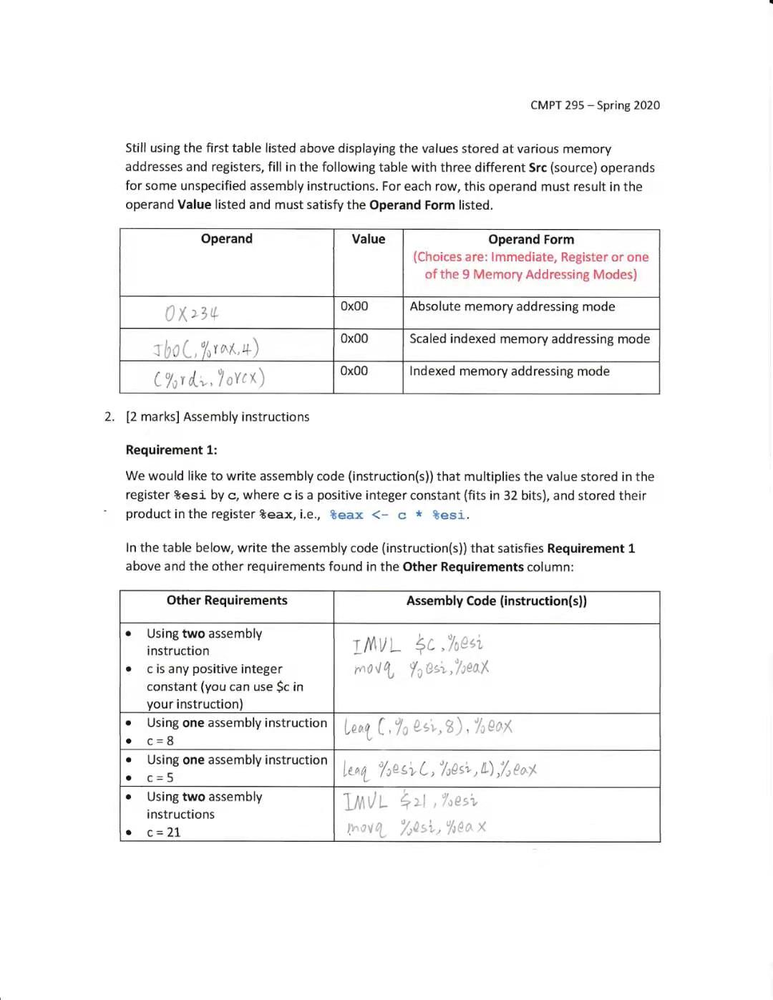 CMPT 295 – Spring 2020
Still using the first table listed above displaying the values stored at various memory
addresses and registers, fill in the following table with three different Src (source) operands
for some unspecified assembly instructions. For each row, this operand must result in the
operand Value listed and must satisfy the Operand Form listed.
Operand Value Operand Form
(Choices are: Immediate, Register or one
of the 9 Memory Addressing Modes)
0X234 0x00 Absolute memory addressing mode
(,%rax,4) 0x00 Scaled indexed memory addressing mode
(%rdi,%rcx) 0x00 Indexed memory addressing mode
2. [2 marks] Assembly instructions
Requirement 1:
We would like to write assembly code (instruction(s)) that multiplies the value stored in the
register %esi by c, where c is a positive integer constant (fits in 32 bits), and stored their
product in the register %eax, i.e., %eax <- c * %esi.
In the table below, write the assembly code (instruction(s)) that satisfies Requirement 1
above and the other requirements found in the Other Requirements column:
Other Requirements Assembly Code (instruction(s))
• Using two assembly
instruction
• c is any positive integer
constant (you can use $c in
your instruction)
IMVL $c,%esi
movq %esi,%eax
• Using one assembly instruction
• c = 8
leaq (,%esi,8),%eax
• Using one assembly instruction
• c = 5
leaq %esi(,%esi,4),%eax
• Using two assembly
instructions
• c = 21
IMVL $21,%esi
movq %esi,%eax